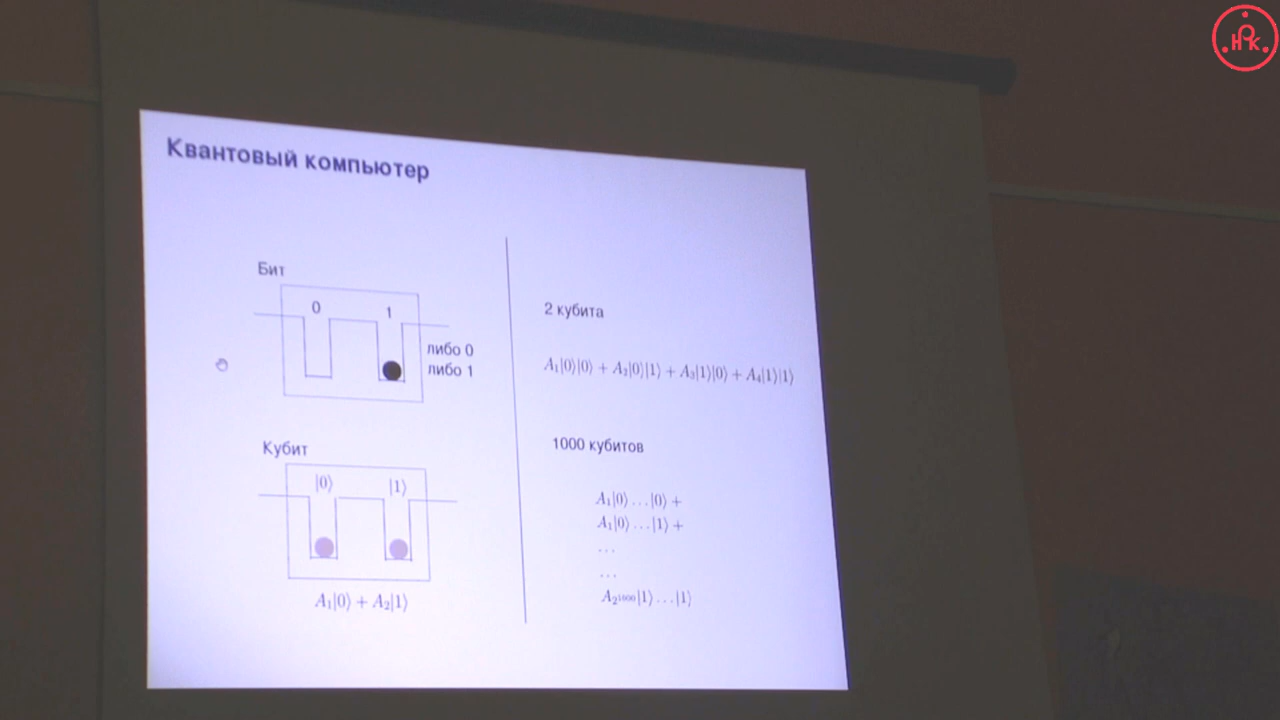 Квантовый компьютер
Бит
0 1
либо 0
либо 1
Кубит
|0⟩ |1⟩
A₁|0⟩ + A₂|1⟩
2 кубита
A₁|0⟩|0⟩ + A₂|0⟩|1⟩ + A₃|1⟩|0⟩ + A₄|1⟩|1⟩
1000 кубитов
A₁|0⟩ … |0⟩ +
A₁|0⟩ … |1⟩ +
…
…
A₂¹⁰⁰⁰|1⟩ … |1⟩
НРК